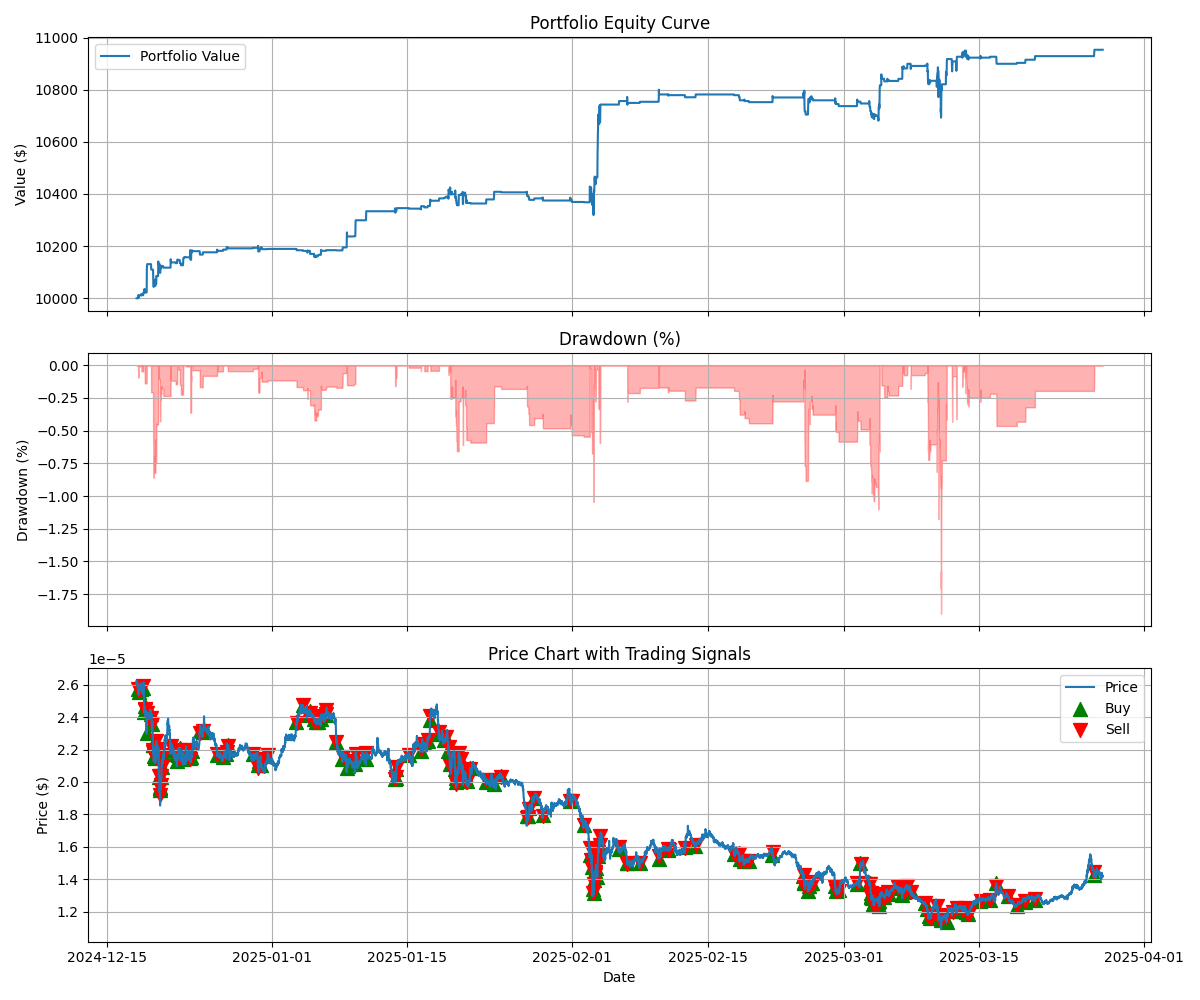 Portfolio Equity Curve
11000
10800
10600
10400
10200
10000
Value ($)
Portfolio Value
Drawdown (%)
0.00
−0.25
−0.50
−0.75
−1.00
−1.25
−1.50
−1.75
Drawdown (%)
Price Chart with Trading Signals
1e−5
2.6
2.4
2.2
2.0
1.8
1.6
1.4
1.2
Price ($)
Price
Buy
Sell
2024-12-15
2025-01-01
2025-01-15
2025-02-01
2025-02-15
2025-03-01
2025-03-15
2025-04-01
Date